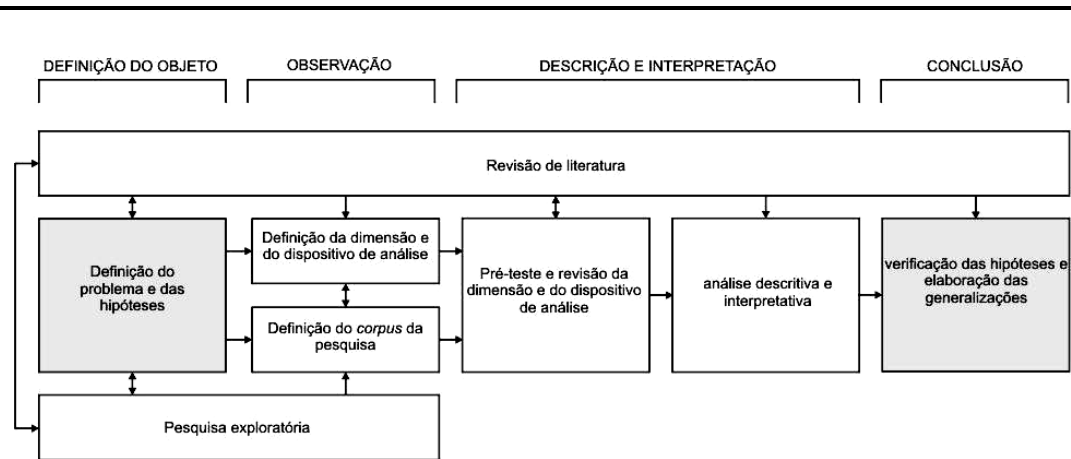 DEFINIÇÃO DO OBJETO
OBSERVAÇÃO
DESCRIÇÃO E INTERPRETAÇÃO
CONCLUSÃO
Revisão de literatura
Definição do
problema e das
hipóteses
Definição da dimensão e
do dispositivo de análise
Definição do corpus da
pesquisa
Pré-teste e revisão da
dimensão e do dispositivo
de análise
análise descritiva e
interpretativa
verificação das hipóteses e
elaboração das
generalizações
Pesquisa exploratória